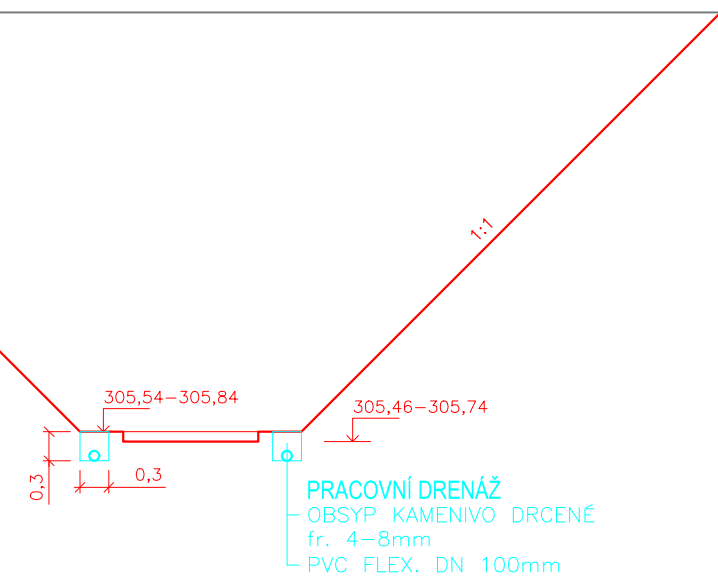 1:1
305,54–305,84
305,46–305,74
0,3
0,3
PRACOVNÍ DRENÁŽ
OBSYP KAMENIVO DRCENÉ
fr. 4–8mm
PVC FLEX. DN 100mm